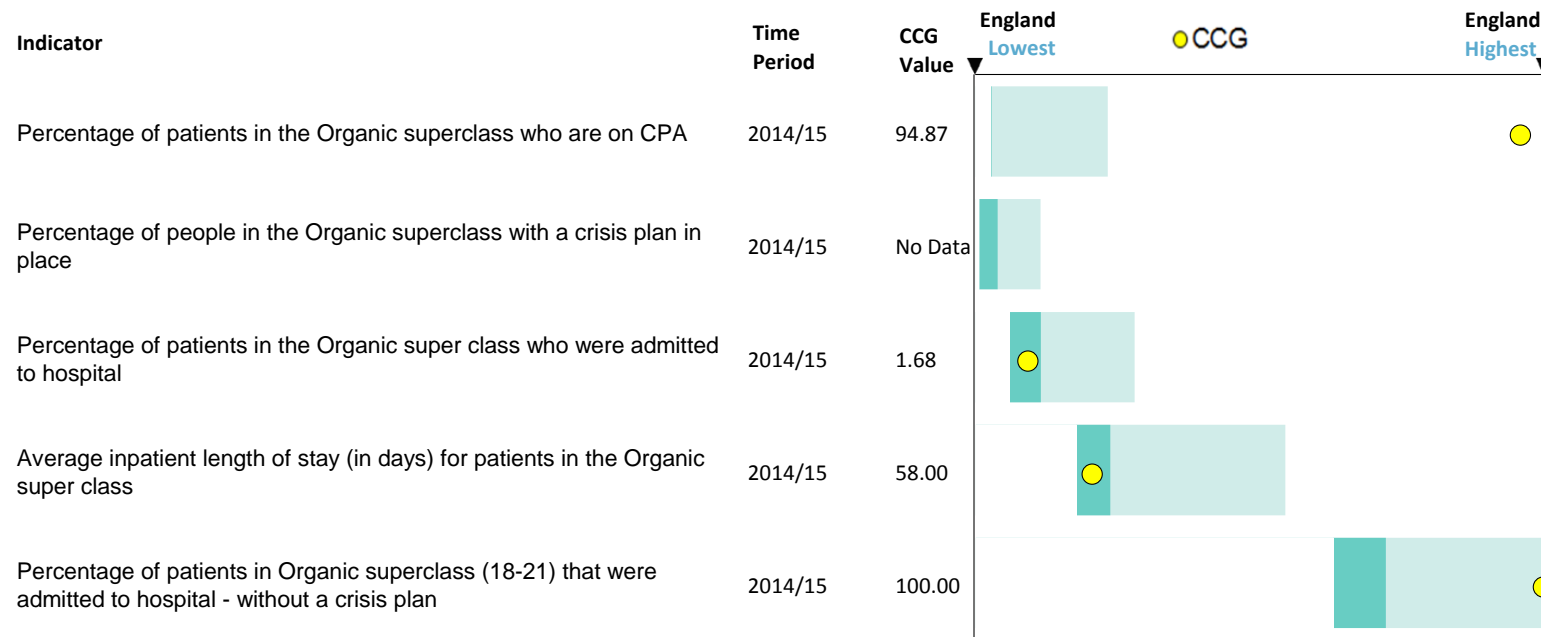 Indicator
Time Period
CCG Value
England Lowest
CCG
England Highest
Percentage of patients in the Organic superclass who are on CPA
2014/15
94.87
Percentage of people in the Organic superclass with a crisis plan in
place
2014/15
No Data
Percentage of patients in the Organic super class who were admitted
to hospital
2014/15
1.68
Average inpatient length of stay (in days) for patients in the Organic
super class
2014/15
58.00
Percentage of patients in Organic superclass (18-21) that were
admitted to hospital - without a crisis plan
2014/15
100.00